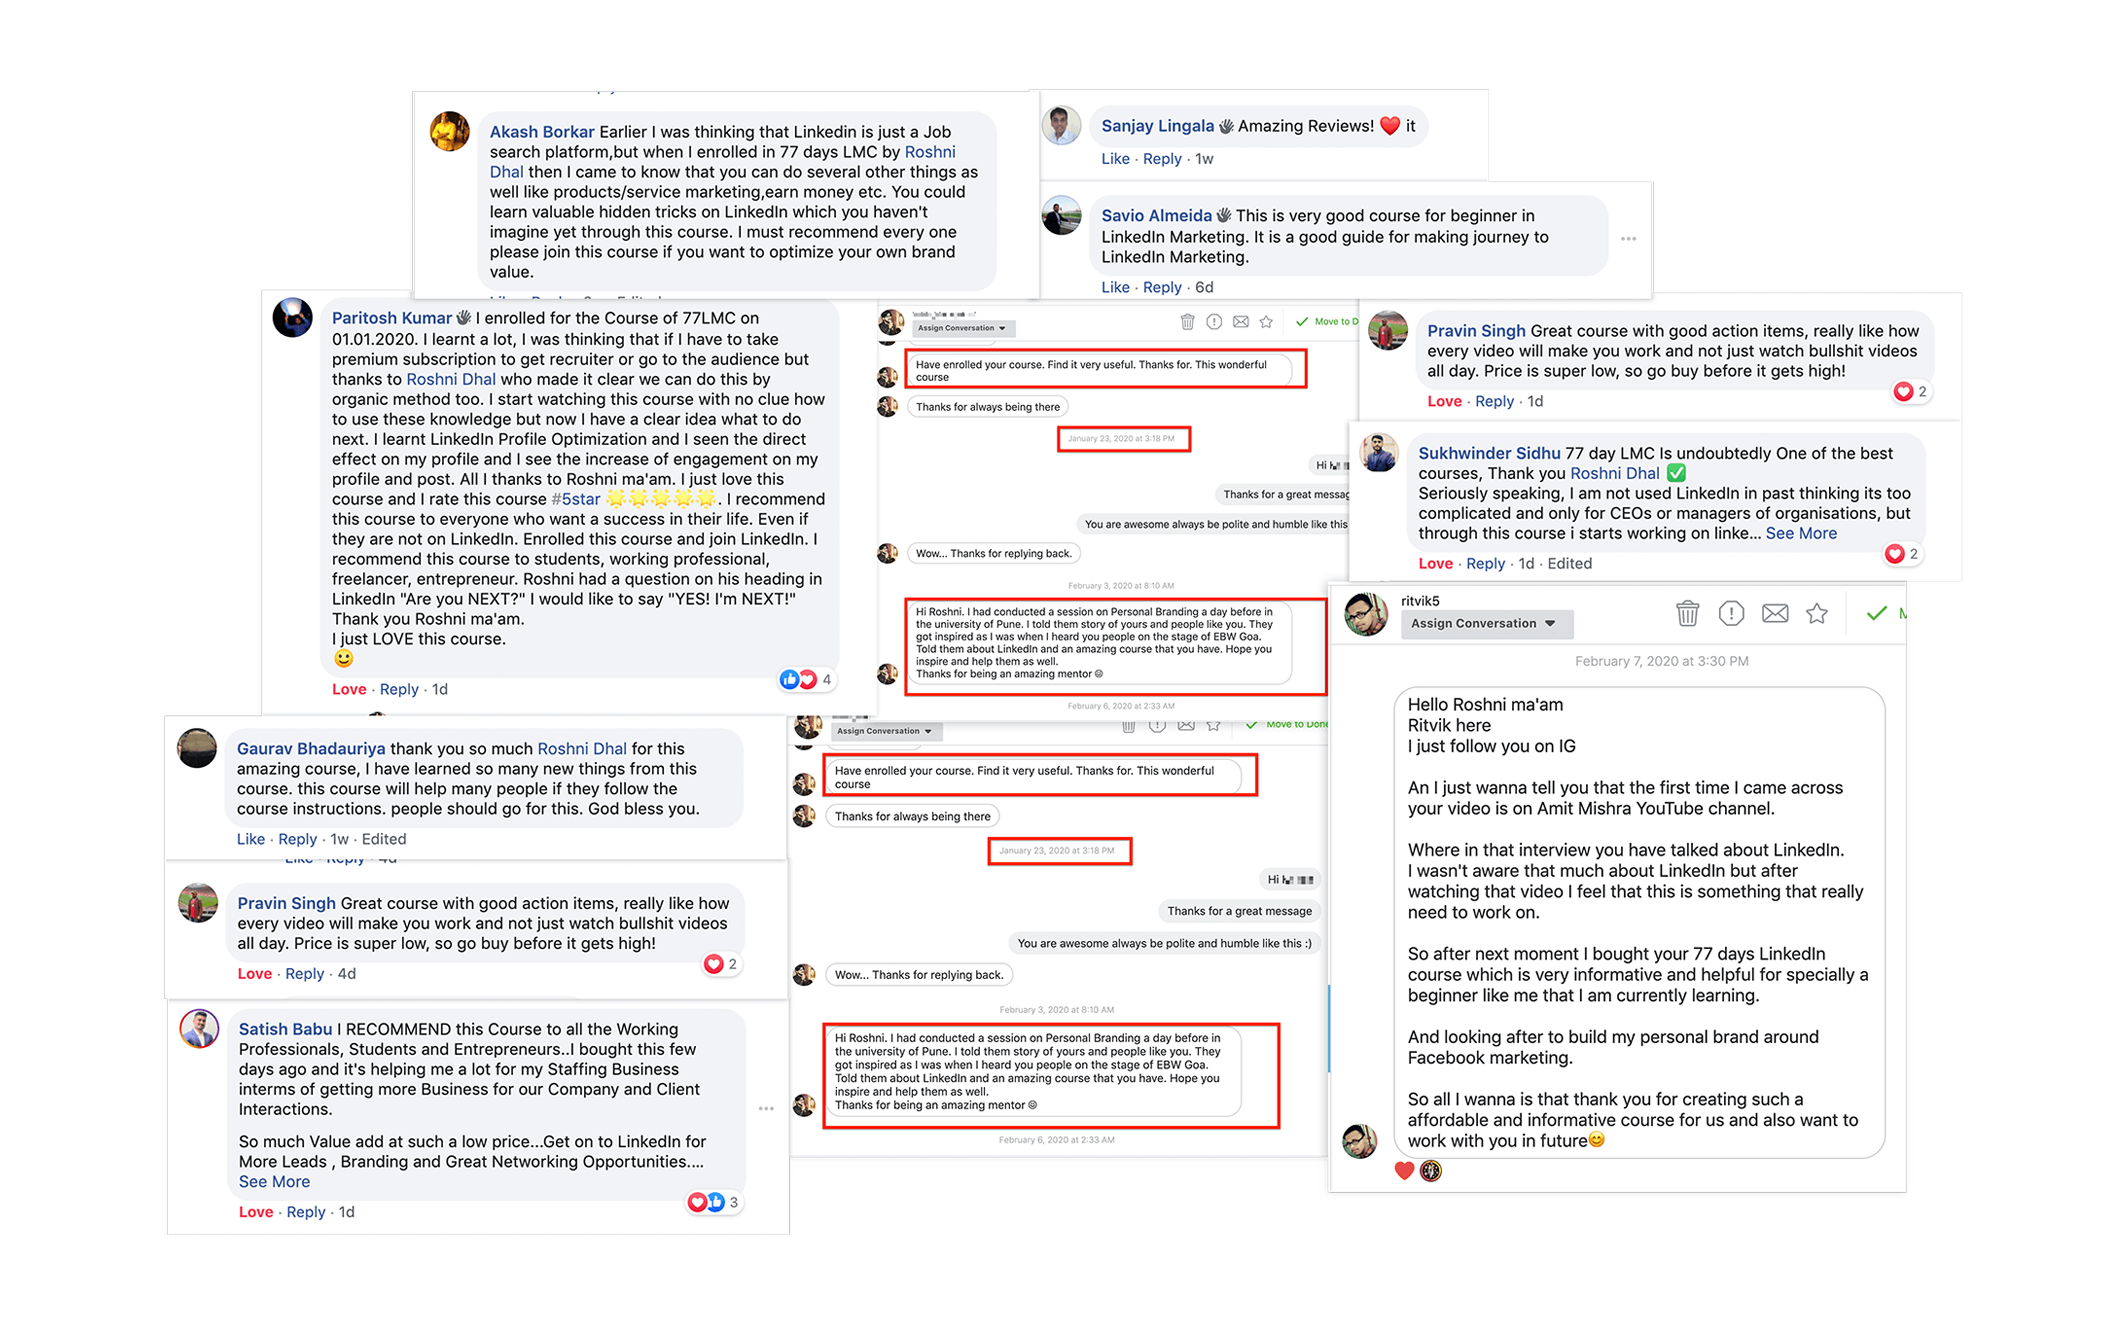 Akash Borkar Earlier I was thinking that Linkedin is just a Job
search platform,but when I enrolled in 77 days LMC by Roshni
Dhal then I came to know that you can do several other things as
well like products/service marketing,earn money etc. You could
learn valuable hidden tricks on LinkedIn which you haven't
imagine yet through this course. I must recommend every one
please join this course if you want to optimize your own brand
value.
Sanjay Lingala 👋 Amazing Reviews! ❤️ it
Like · Reply · 1w
Savio Almeida 👋 This is very good course for beginner in
LinkedIn Marketing. It is a good guide for making journey to
LinkedIn Marketing.
Like · Reply · 6d
Paritosh Kumar 👋 I enrolled for the Course of 77LMC on
01.01.2020. I learnt a lot, I was thinking that if I have to take
premium subscription to get recruiter or go to the audience but
thanks to Roshni Dhal who made it clear we can do this by
organic method too. I start watching this course with no clue how
to use these knowledge but now I have a clear idea what to do
next. I learnt LinkedIn Profile Optimization and I seen the direct
effect on my profile and I see the increase of engagement on my
profile and post. All I thanks to Roshni ma'am. I just love this
course and I rate this course #5star 🌟🌟🌟🌟🌟. I recommend
this course to everyone who want a success in their life. Even if
they are not on LinkedIn. Enrolled this course and join LinkedIn. I
recommend this course to students, working professional,
freelancer, entrepreneur. Roshni had a question on his heading in
LinkedIn "Are you NEXT?" I would like to say "YES! I'm NEXT!"
Thank you Roshni ma'am.
I just LOVE this course.
🙂
4
Love · Reply · 1d
Assign Conversation
Move to D
Have enrolled your course. Find it very useful. Thanks for. This wonderful
course
Thanks for always being there
January 23, 2020 at 3:18 PM
Hi
Thanks for a great messag
You are awesome always be polite and humble like this
Wow... Thanks for replying back.
February 3, 2020 at 8:10 AM
Hi Roshni. I had conducted a session on Personal Branding a day before in
the university of Pune. I told them story of yours and people like you. They
got inspired as I was when I heard you people on the stage of EBW Goa.
Told them about LinkedIn and an amazing course that you have. Hope you
inspire and help them as well.
Thanks for being an amazing mentor 😄
February 6, 2020 at 2:33 AM
Pravin Singh Great course with good action items, really like how
every video will make you work and not just watch bullshit videos
all day. Price is super low, so go buy before it gets high!
2
Love · Reply · 1d
Sukhwinder Sidhu 77 day LMC Is undoubtedly One of the best
courses, Thank you Roshni Dhal ✅
Seriously speaking, I am not used LinkedIn in past thinking its too
complicated and only for CEOs or managers of organisations, but
through this course i starts working on linke... See More
2
Love · Reply · 1d · Edited
Gaurav Bhadauriya thank you so much Roshni Dhal for this
amazing course, I have learned so many new things from this
course. this course will help many people if they follow the
course instructions. people should go for this. God bless you.
Like · Reply · 1w · Edited
Like · Reply · 4d
Pravin Singh Great course with good action items, really like how
every video will make you work and not just watch bullshit videos
all day. Price is super low, so go buy before it gets high!
2
Love · Reply · 4d
Satish Babu I RECOMMEND this Course to all the Working
Professionals, Students and Entrepreneurs..I bought this few
days ago and it's helping me a lot for my Staffing Business
interms of getting more Business for our Company and Client
Interactions.
So much Value add at such a low price...Get on to LinkedIn for
More Leads , Branding and Great Networking Opportunities....
See More
3
Love · Reply · 1d
Assign Conversation
Move to Done
Have enrolled your course. Find it very useful. Thanks for. This wonderful
course
Thanks for always being there
January 23, 2020 at 3:18 PM
Hi
Thanks for a great message
You are awesome always be polite and humble like this :)
Wow... Thanks for replying back.
February 3, 2020 at 8:10 AM
Hi Roshni. I had conducted a session on Personal Branding a day before in
the university of Pune. I told them story of yours and people like you. They
got inspired as I was when I heard you people on the stage of EBW Goa.
Told them about LinkedIn and an amazing course that you have. Hope you
inspire and help them as well.
Thanks for being an amazing mentor 😄
February 6, 2020 at 2:33 AM
ritvik5
Assign Conversation
M
February 7, 2020 at 3:30 PM
Hello Roshni ma'am
Ritvik here
I just follow you on IG
An I just wanna tell you that the first time I came across
your video is on Amit Mishra YouTube channel.
Where in that interview you have talked about LinkedIn.
I wasn't aware that much about LinkedIn but after
watching that video I feel that this is something that really
need to work on.
So after next moment I bought your 77 days LinkedIn
course which is very informative and helpful for specially a
beginner like me that I am currently learning.
And looking after to build my personal brand around
Facebook marketing.
So all I wanna is that thank you for creating such a
affordable and informative course for us and also want to
work with you in future😊